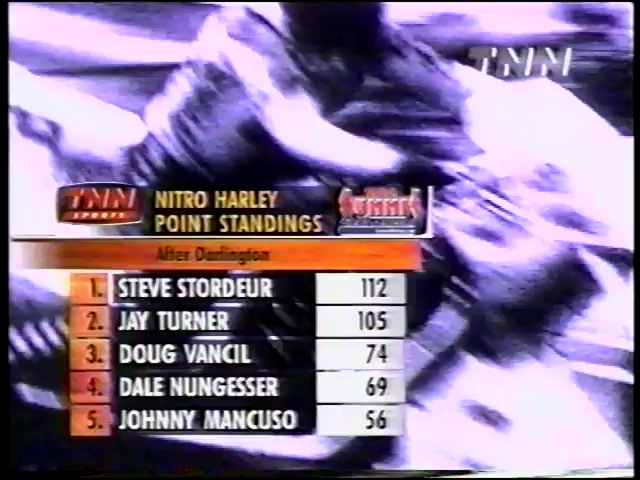 TNN
TNN
SPORTS
NITRO HARLEY
POINT STANDINGS
SUMMIT
After Darlington
1. STEVE STORDEUR 112
2. JAY TURNER 105
3. DOUG VANCIL 74
4. DALE NUNGESSER 69
5. JOHNNY MANCUSO 56